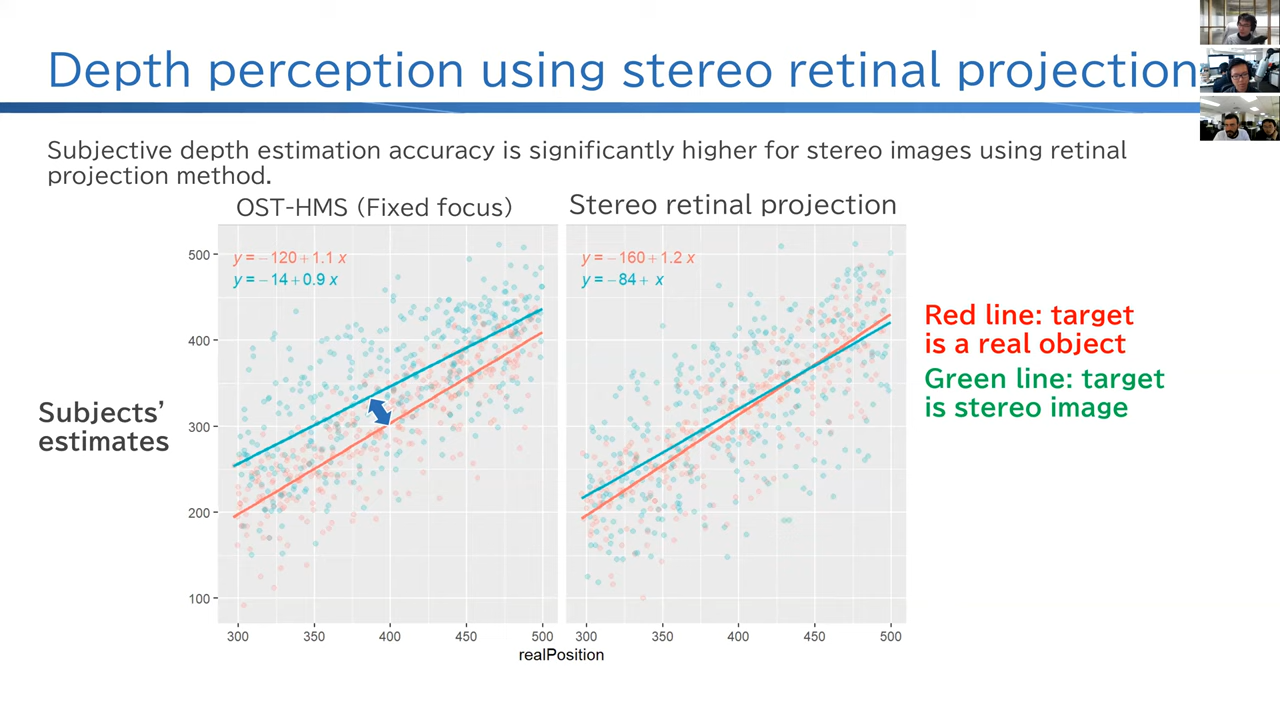 Depth perception using stereo retinal projection
Subjective depth estimation accuracy is significantly higher for stereo images using retinal
projection method.
OST-HMS (Fixed focus)
Stereo retinal projection
y = −120 + 1.1 x
y = −14 + 0.9 x
y = −160 + 1.2 x
y = −84 + x
500
400
300
200
100
300 350 400 450 500
300 350 400 450 500
realPosition
Subjects’
estimates
Red line: target
is a real object
Green line: target
is stereo image